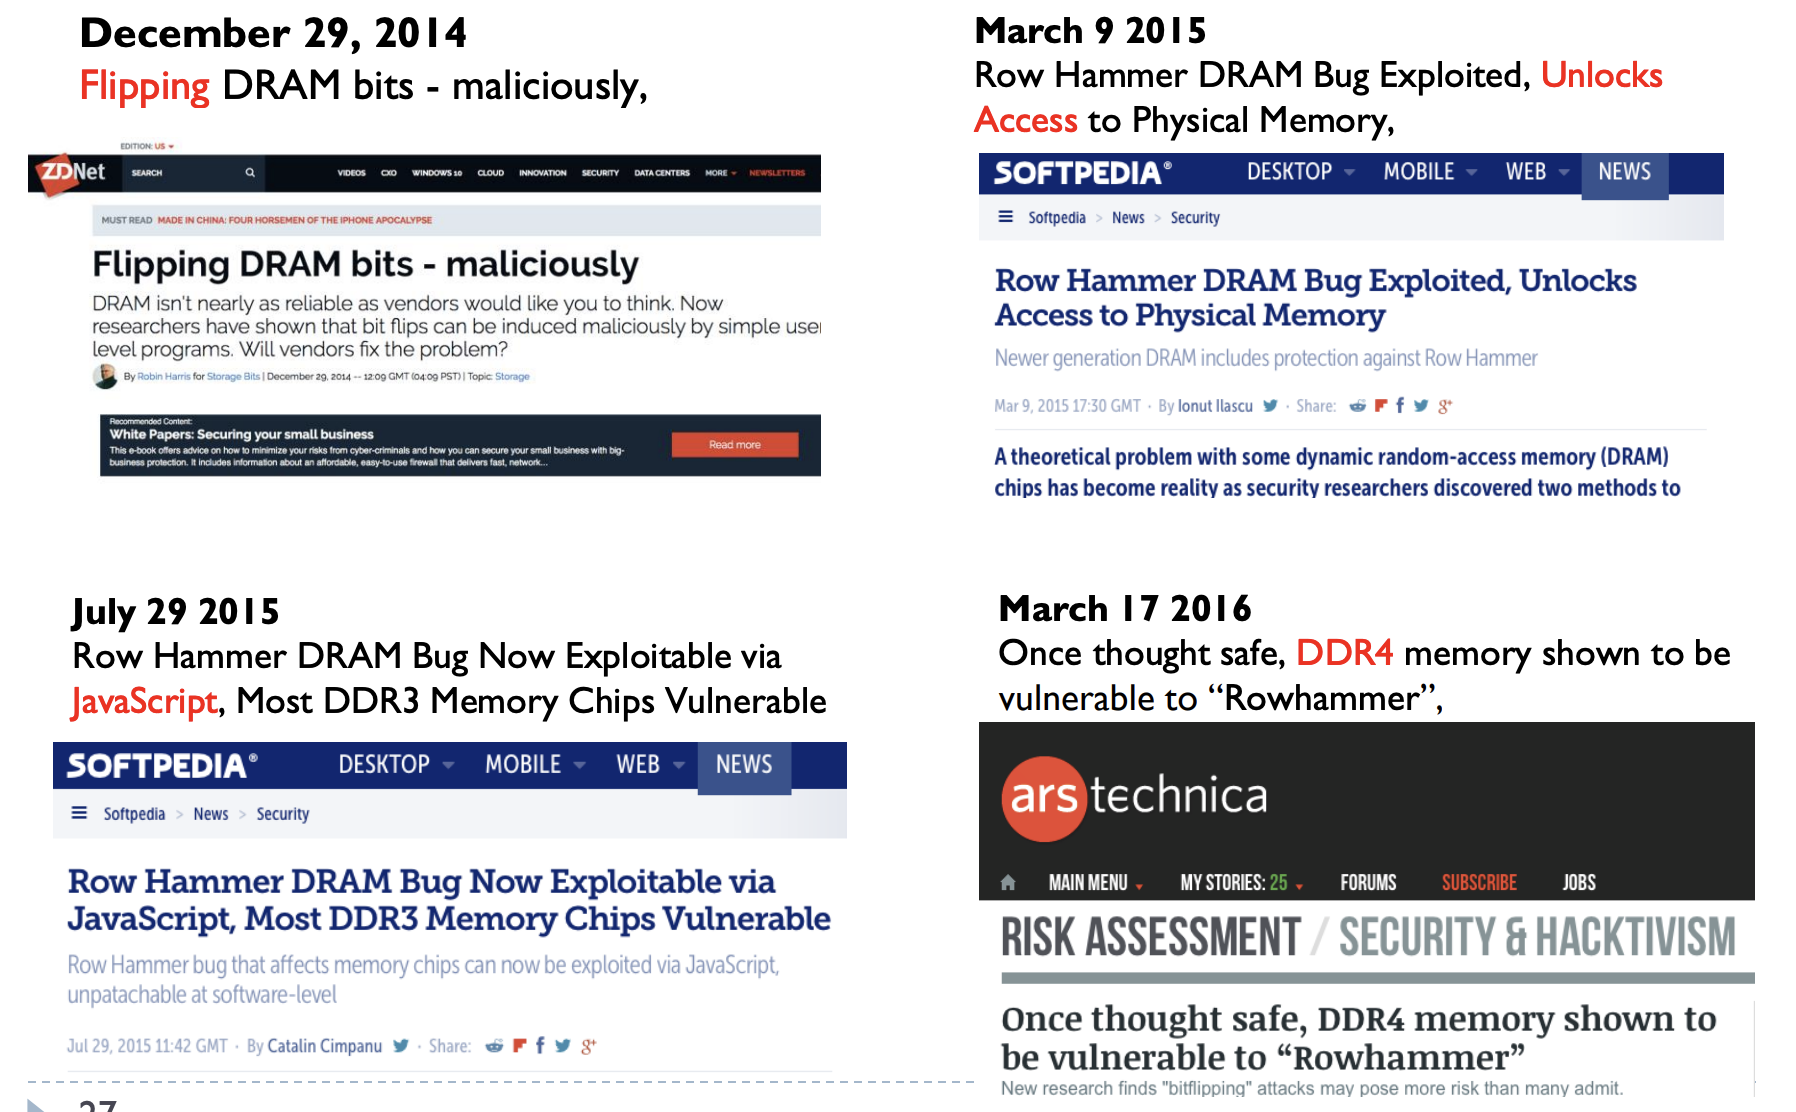 December 29, 2014
Flipping DRAM bits - maliciously,
EDITION: US
ZDNet SEARCH VIDEOS CXO WINDOWS 10 CLOUD INNOVATION SECURITY DATA CENTERS MORE NEWSLETTERS
MUST READ MADE IN CHINA: FOUR HORSEMEN OF THE IPHONE APOCALYPSE
Flipping DRAM bits - maliciously
DRAM isn't nearly as reliable as vendors would like you to think. Now
researchers have shown that bit flips can be induced maliciously by simple user
level programs. Will vendors fix the problem?
By Robin Harris for Storage Bits | December 29, 2014 -- 12:09 GMT (04:09 PST) | Topic: Storage
Recommended Content:
White Papers: Securing your small business
This e-book offers advice on how to minimize your risks from cyber-criminals and how you can secure your small business with big-
business protection. It includes information about an affordable, easy-to-use firewall that delivers fast, network...
Read more
March 9 2015
Row Hammer DRAM Bug Exploited, Unlocks
Access to Physical Memory,
SOFTPEDIA® DESKTOP MOBILE WEB NEWS
Softpedia > News > Security
Row Hammer DRAM Bug Exploited, Unlocks
Access to Physical Memory
Newer generation DRAM includes protection against Row Hammer
Mar 9, 2015 17:30 GMT · By Ionut Ilascu · Share:
A theoretical problem with some dynamic random-access memory (DRAM)
chips has become reality as security researchers discovered two methods to
July 29 2015
Row Hammer DRAM Bug Now Exploitable via
JavaScript, Most DDR3 Memory Chips Vulnerable
SOFTPEDIA® DESKTOP MOBILE WEB NEWS
Softpedia > News > Security
Row Hammer DRAM Bug Now Exploitable via
JavaScript, Most DDR3 Memory Chips Vulnerable
Row Hammer bug that affects memory chips can now be exploited via JavaScript,
unpatachable at software-level
Jul 29, 2015 11:42 GMT · By Catalin Cimpanu · Share:
27
March 17 2016
Once thought safe, DDR4 memory shown to be
vulnerable to “Rowhammer”,
ars technica
MAIN MENU MY STORIES: 25 FORUMS SUBSCRIBE JOBS
RISK ASSESSMENT / SECURITY & HACKTIVISM
Once thought safe, DDR4 memory shown to
be vulnerable to “Rowhammer”
New research finds "bitflipping" attacks may pose more risk than many admit.